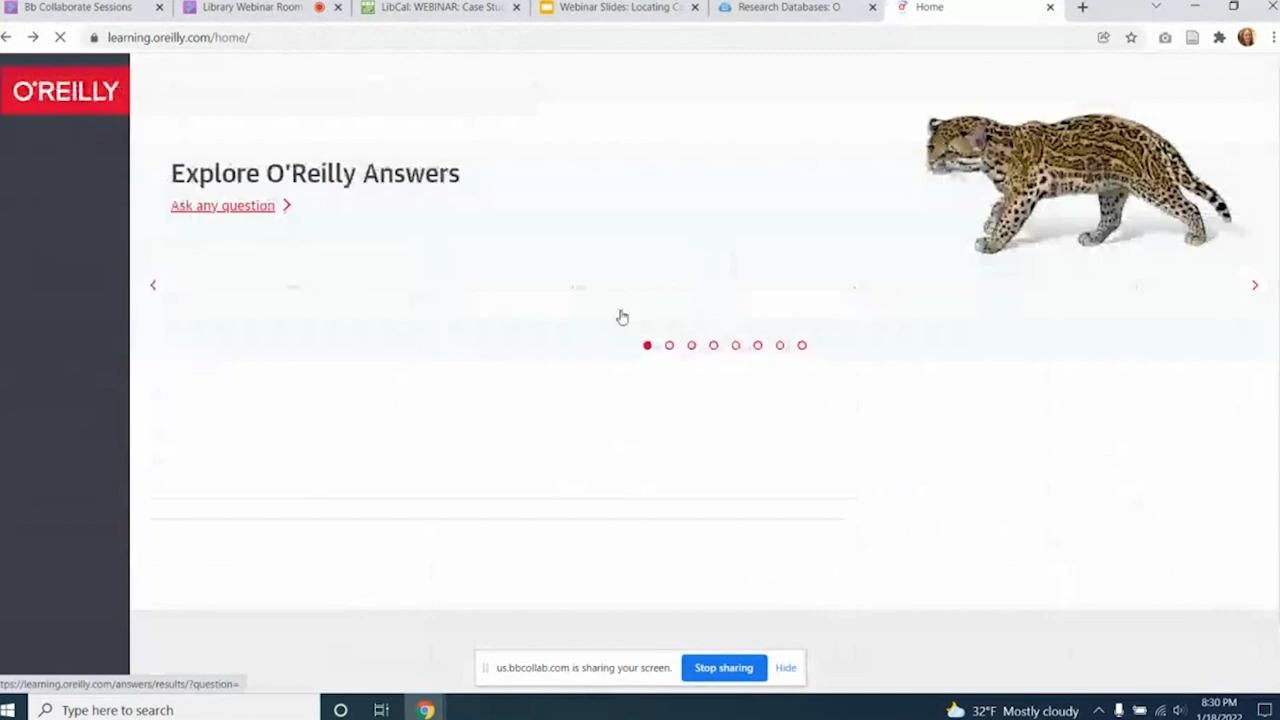 Bb Collaborate Sessions
Library Webinar Room
LibCal: WEBINAR: Case Stu
Webinar Slides: Locating C
Research Databases: O
Home
learning.oreilly.com/home/
O'REILLY
Explore O'Reilly Answers
Ask any question
us.bbcollab.com is sharing your screen.
Stop sharing
Hide
tps://learning.oreilly.com/answers/results/?question=
Type here to search
32°F Mostly cloudy
8:30 PM
1/18/2022